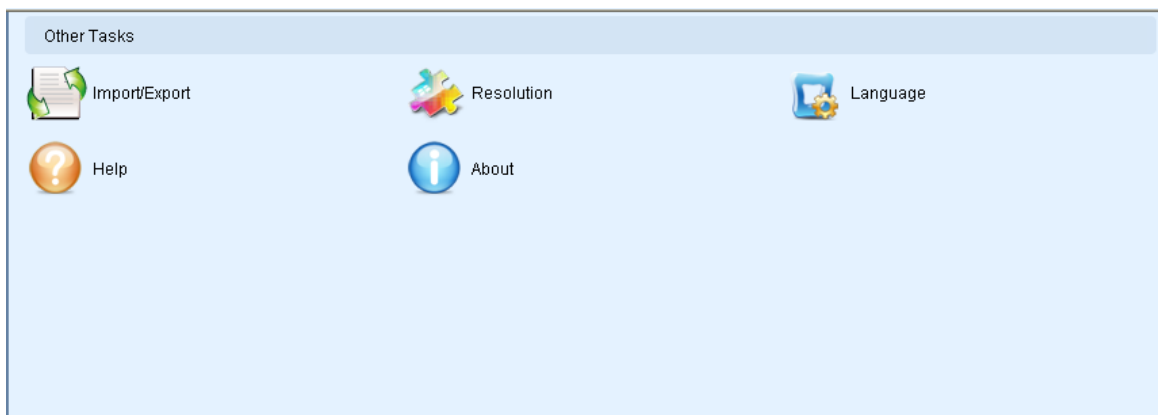 Other Tasks
Import/Export
Resolution
Language
Help
About